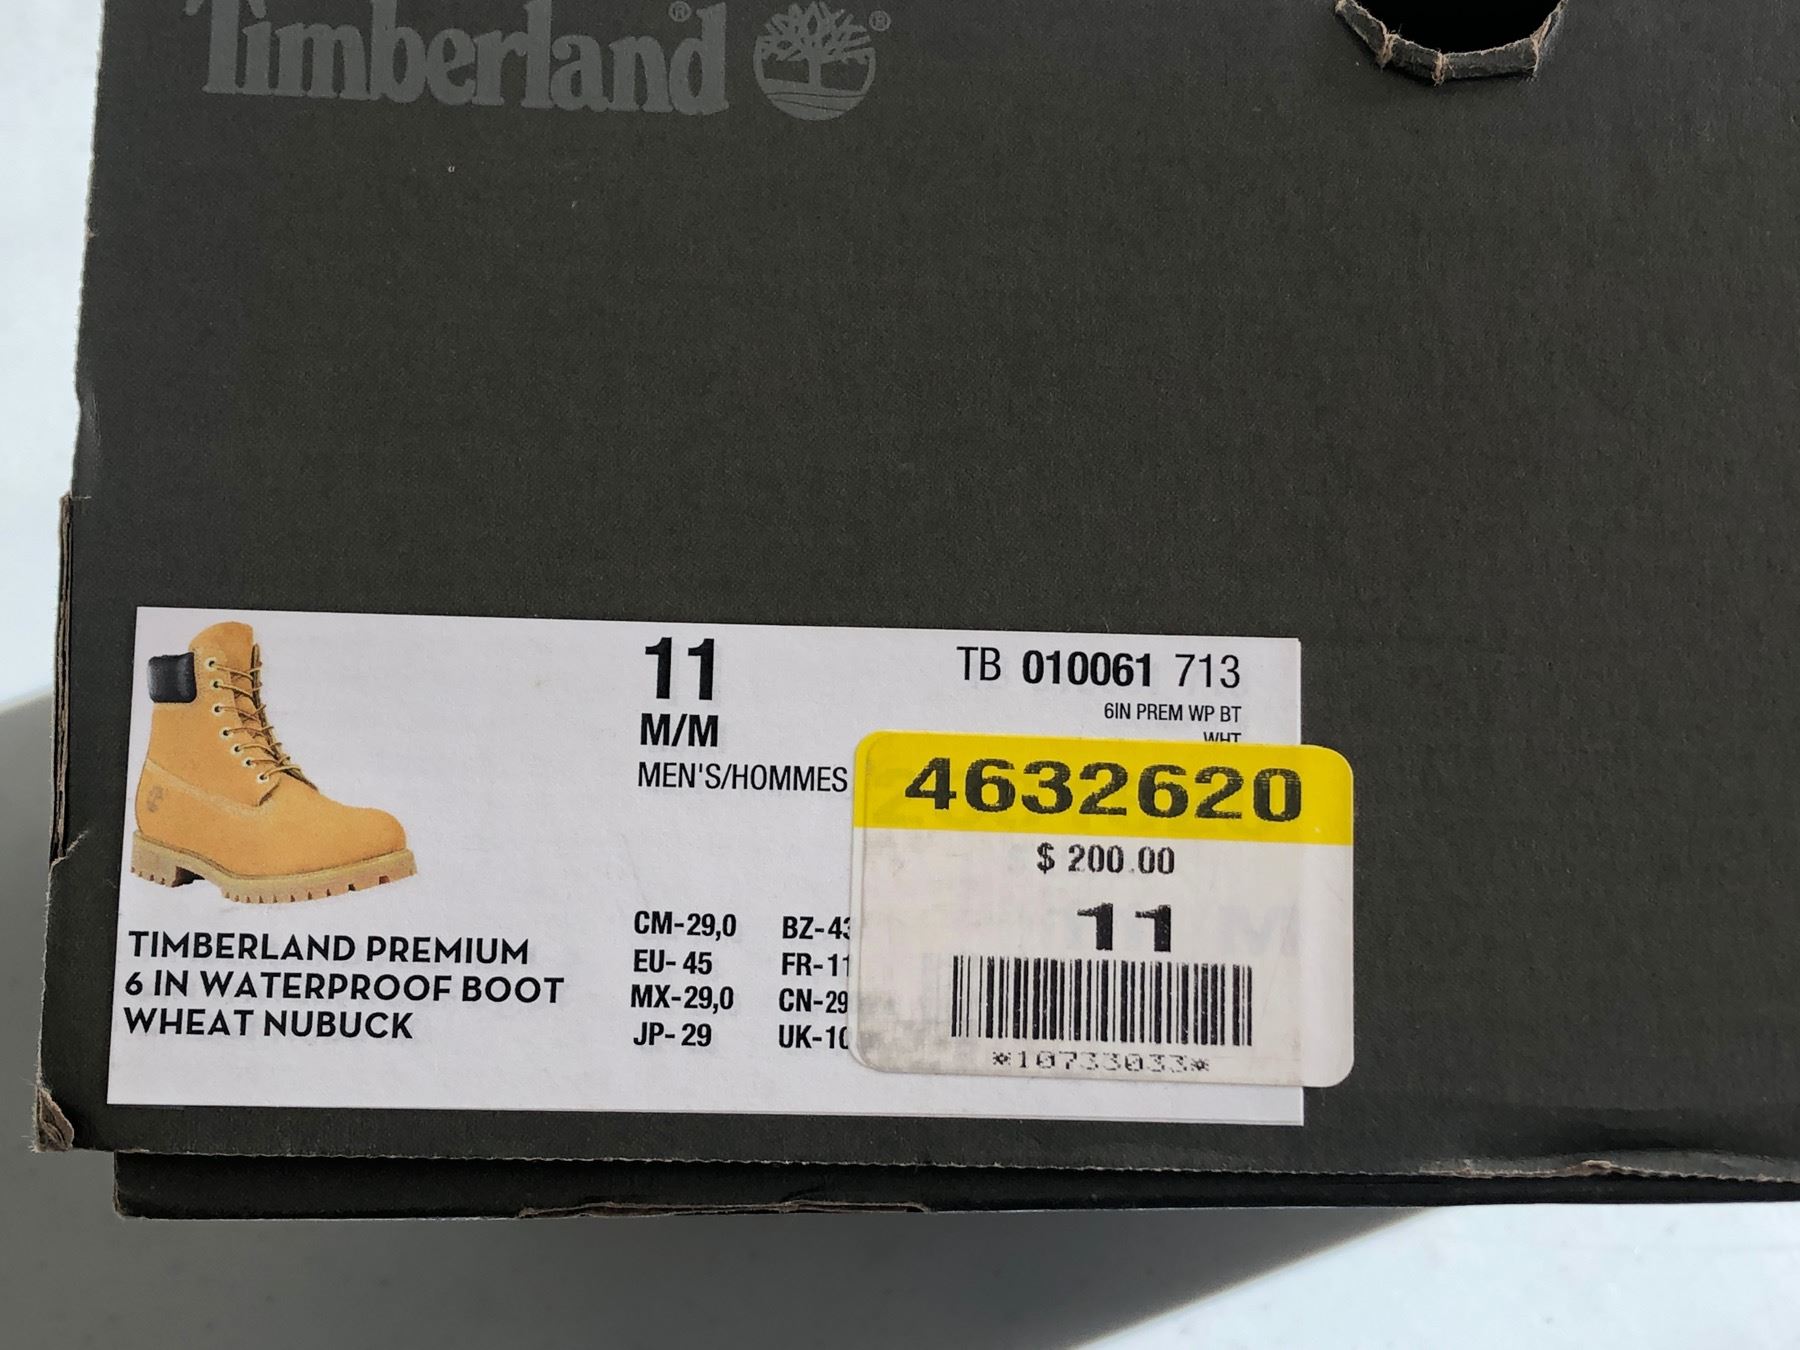 Timberland ® ®
11
M/M
MEN'S/HOMMES
TB 010061 713
6IN PREM WP BT
WHT
4632620
$ 200.00
11
*10733033*
CM-29,0
EU- 45
MX-29,0
JP- 29
TIMBERLAND PREMIUM
6 IN WATERPROOF BOOT
WHEAT NUBUCK